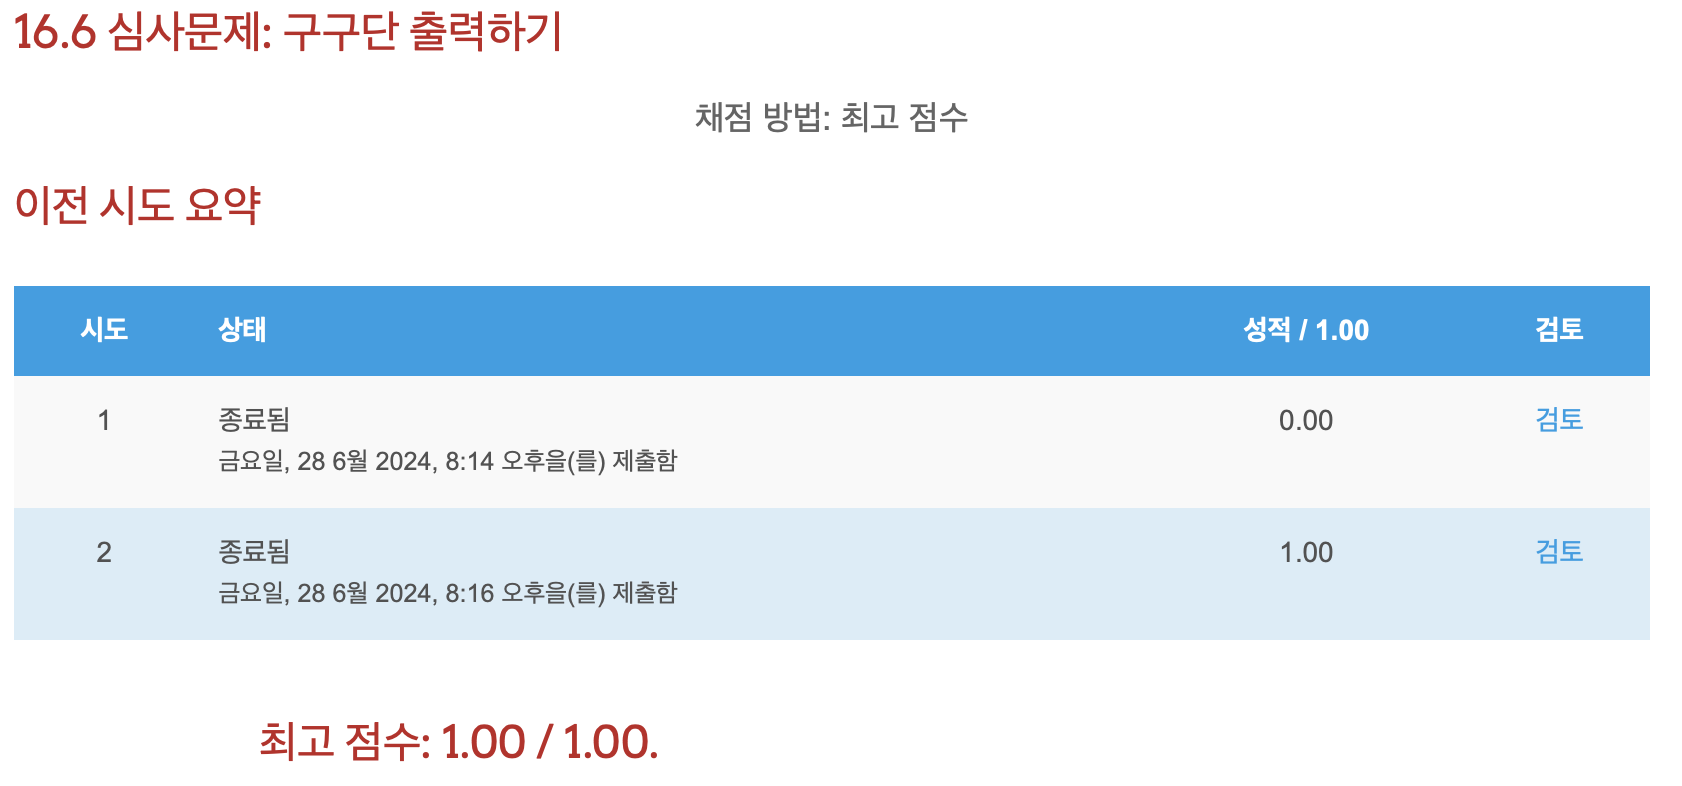 16.6 심사문제: 구구단 출력하기
채점 방법: 최고 점수
이전 시도 요약
시도 상태 성적 / 1.00 검토
1 종료됨 0.00 검토
금요일, 28 6월 2024, 8:14 오후을(를) 제출함
2 종료됨 1.00 검토
금요일, 28 6월 2024, 8:16 오후을(를) 제출함
최고 점수: 1.00 / 1.00.